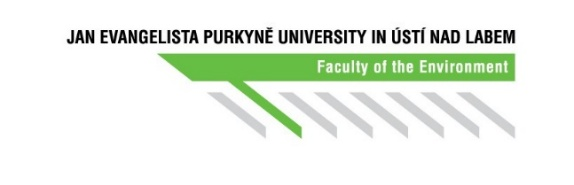 JAN EVANGELISTA PURKYNĚ UNIVERSITY IN ÚSTÍ NAD LABEM
Faculty of the Environment